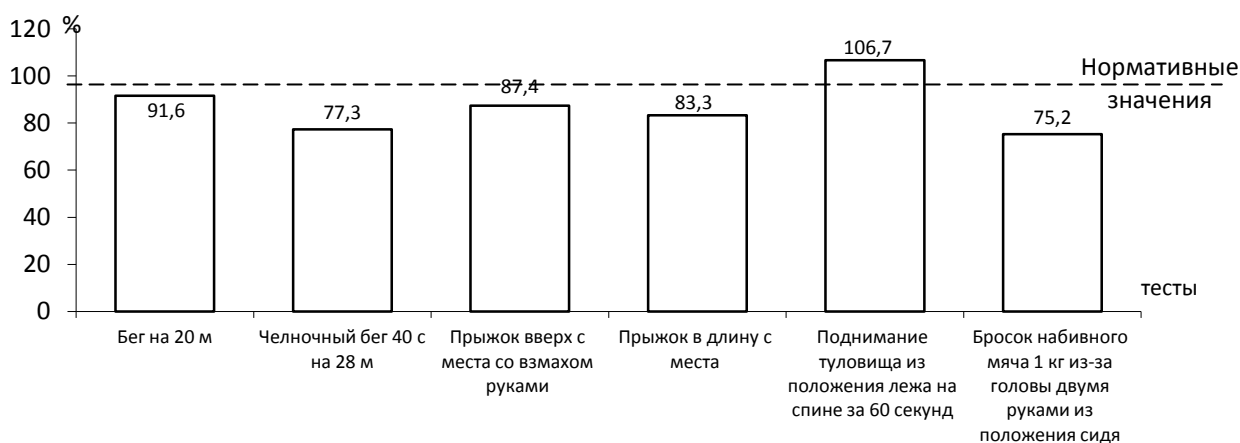 120 %
100
80
60
40
20
0
91,6
77,3
87,4
83,3
106,7
75,2
Нормативные
значения
тесты
Бег на 20 м
Челночный бег 40 с
на 28 м
Прыжок вверх с
места со взмахом
руками
Прыжок в длину с
места
Поднимание
туловища из
положения лежа на
спине за 60 секунд
Бросок набивного
мяча 1 кг из-за
головы двумя
руками из
положения сидя